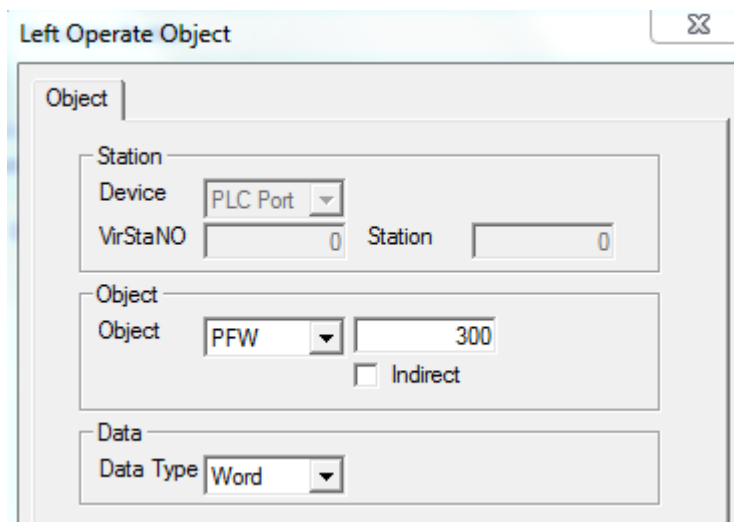 Left Operate Object
Object
Station
Device PLC Port
VirStaNO 0 Station 0
Object
Object PFW 300
Indirect
Data
Data Type Word